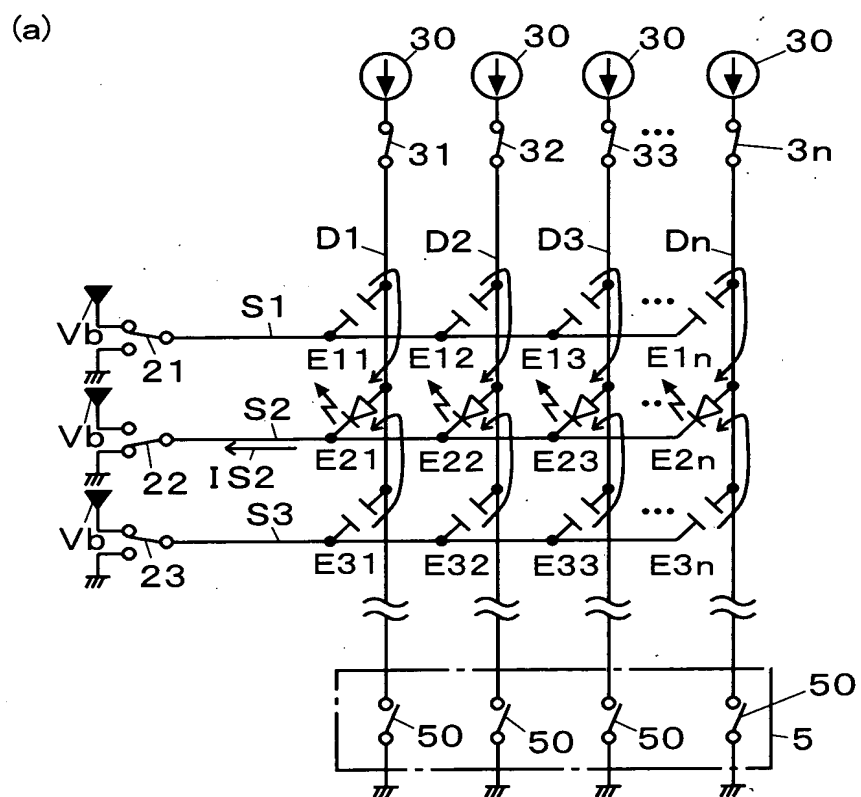 (a)
30 30 30 30
31 32 33 ... 3n
D1 D2 D3 Dn
S1 ...
Vb 21 E11 E12 E13 E1n
S2 ...
Vb 22 IS2 E21 E22 E23 E2n
S3 ...
Vb 23 E31 E32 E33 E3n
50 50 50 50 5